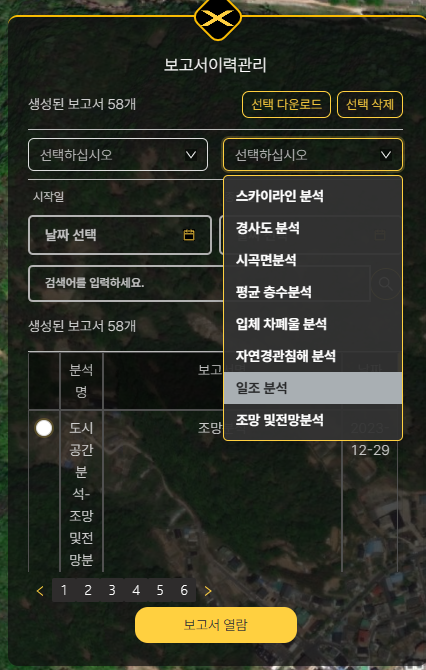 보고서이력관리
생성된 보고서 58개
선택 다운로드
선택 삭제
선택하십시오
선택하십시오
스카이라인 분석
경사도 분석
시곡면분석
평균 층수분석
입체 차폐울 분석
자연경관침해 분석
일조 분석
조망 및전망분석
시작일
날짜 선택
검색어를 입력하세요.
생성된 보고서 58개
분석
명
보고
도시
공간
분
석-
조망
및전
망분
조망
2023
12-29
< 1 2 3 4 5 6 >
보고서 열람